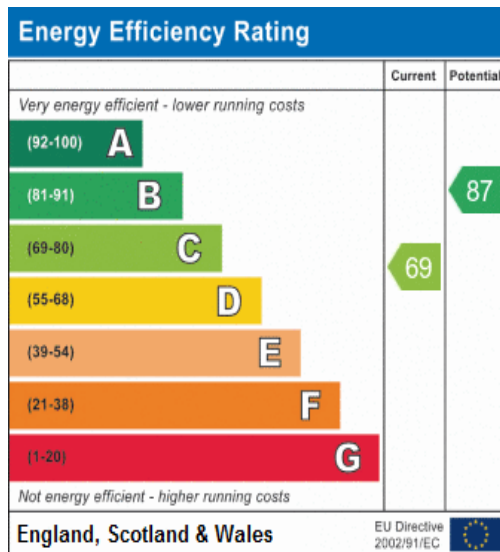 Energy Efficiency Rating
Current Potential
Very energy efficient - lower running costs
(92-100) A
(81-91) B
87
(69-80) C
69
(55-68) D
(39-54) E
(21-38) F
(1-20) G
Not energy efficient - higher running costs
England, Scotland & Wales
EU Directive
2002/91/EC